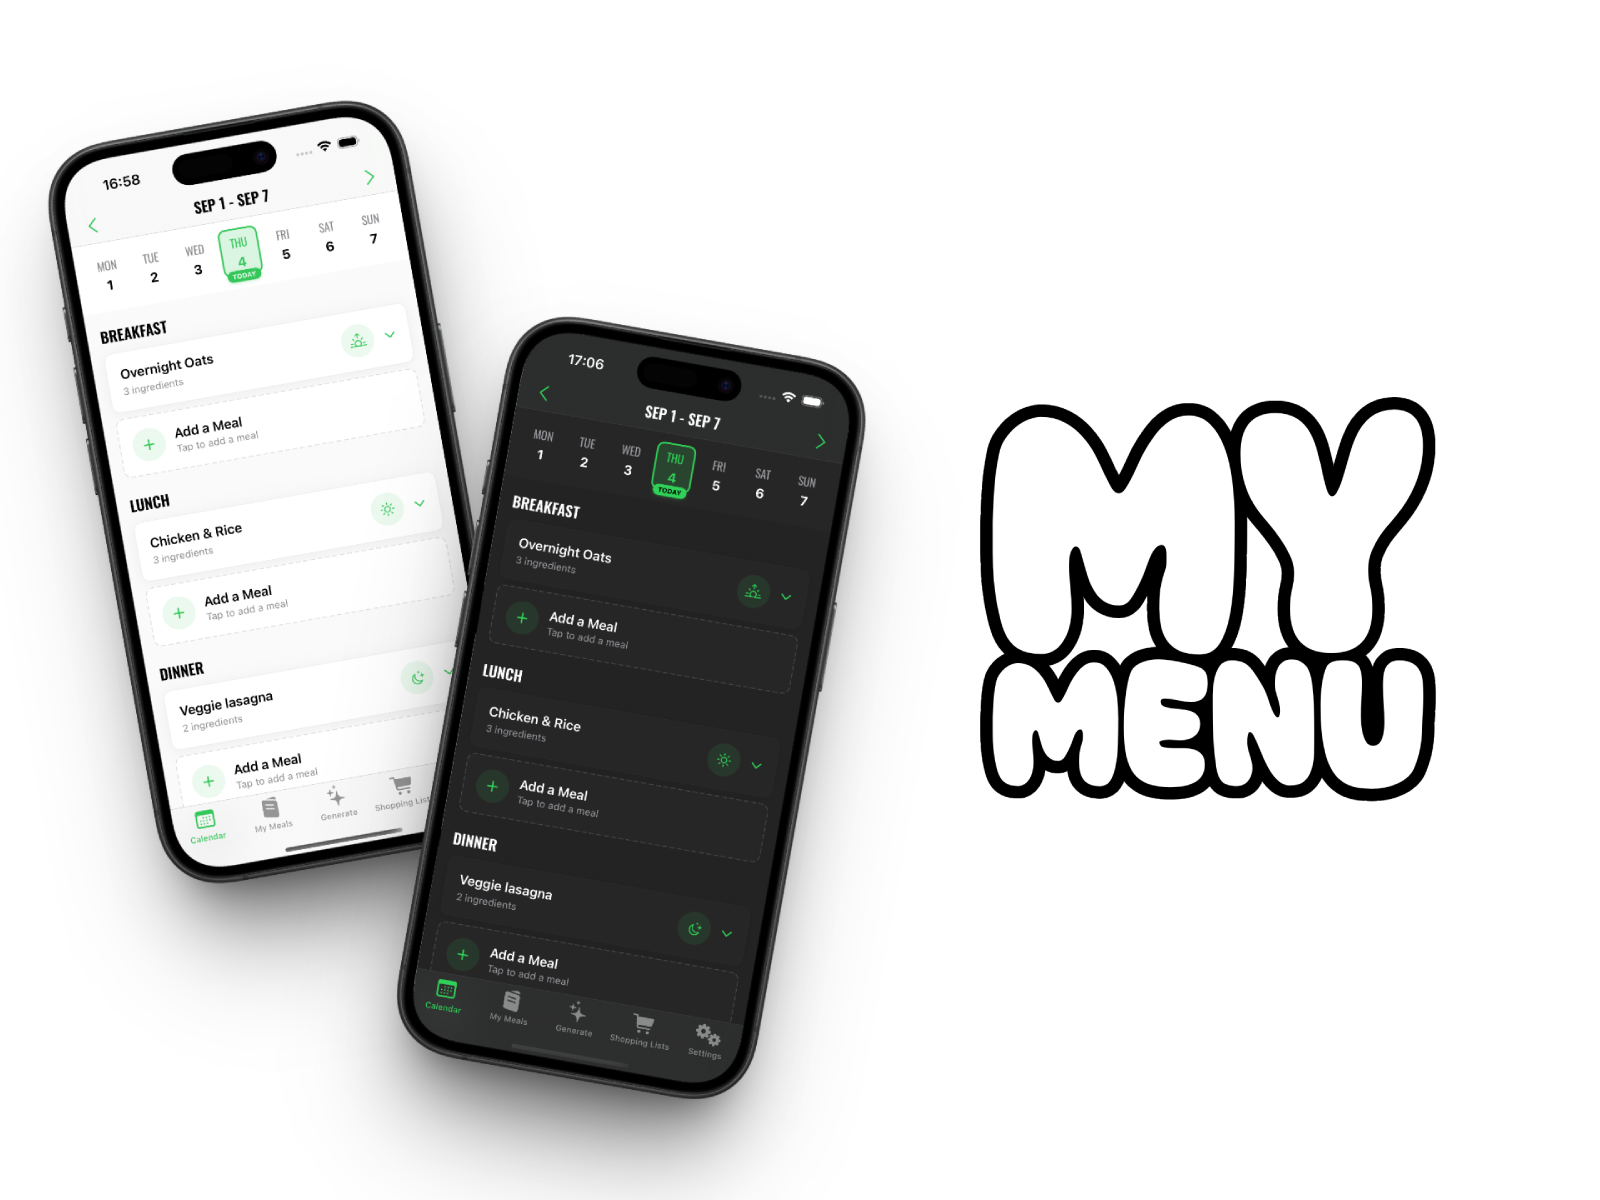 16:58
SEP 1 - SEP 7
MON TUE WED THU FRI SAT SUN
1 2 3 4 5 6 7
TODAY
BREAKFAST
Overnight Oats
3 ingredients
Add a Meal
Tap to add a meal
LUNCH
Chicken & Rice
3 ingredients
Add a Meal
Tap to add a meal
DINNER
Veggie lasagna
2 ingredients
Add a Meal
Tap to add a meal
Calendar My Meals Generate Shopping Lists
17:06
SEP 1 - SEP 7
MON TUE WED THU FRI SAT SUN
1 2 3 4 5 6 7
TODAY
BREAKFAST
Overnight Oats
3 ingredients
Add a Meal
Tap to add a meal
LUNCH
Chicken & Rice
3 ingredients
Add a Meal
Tap to add a meal
DINNER
Veggie lasagna
2 ingredients
Add a Meal
Tap to add a meal
Calendar My Meals Generate Shopping Lists Settings
MY
MENU